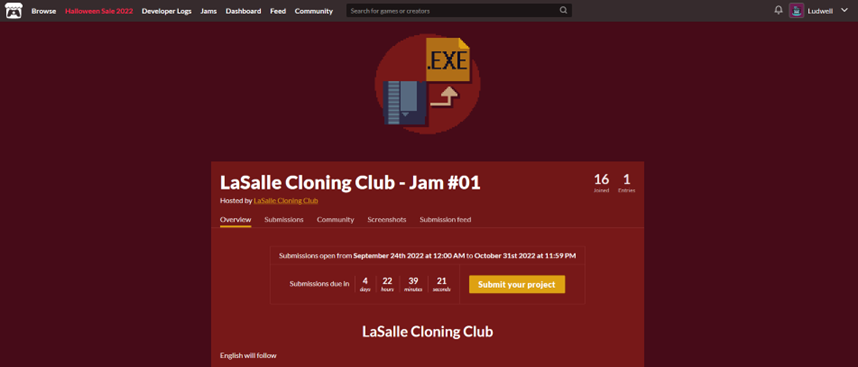 Browse Halloween Sale 2022 Developer Logs Jams Dashboard Feed Community Search for games or creators Ludwell
.EXE
LaSalle Cloning Club - Jam #01 16 1
Joined Entries
Hosted by LaSalle Cloning Club
Overview Submissions Community Screenshots Submission feed
Submissions open from September 24th 2022 at 12:00 AM to October 31st 2022 at 11:59 PM
Submissions due in 4 22 39 21 Submit your project
days hours minutes seconds
LaSalle Cloning Club
English will follow